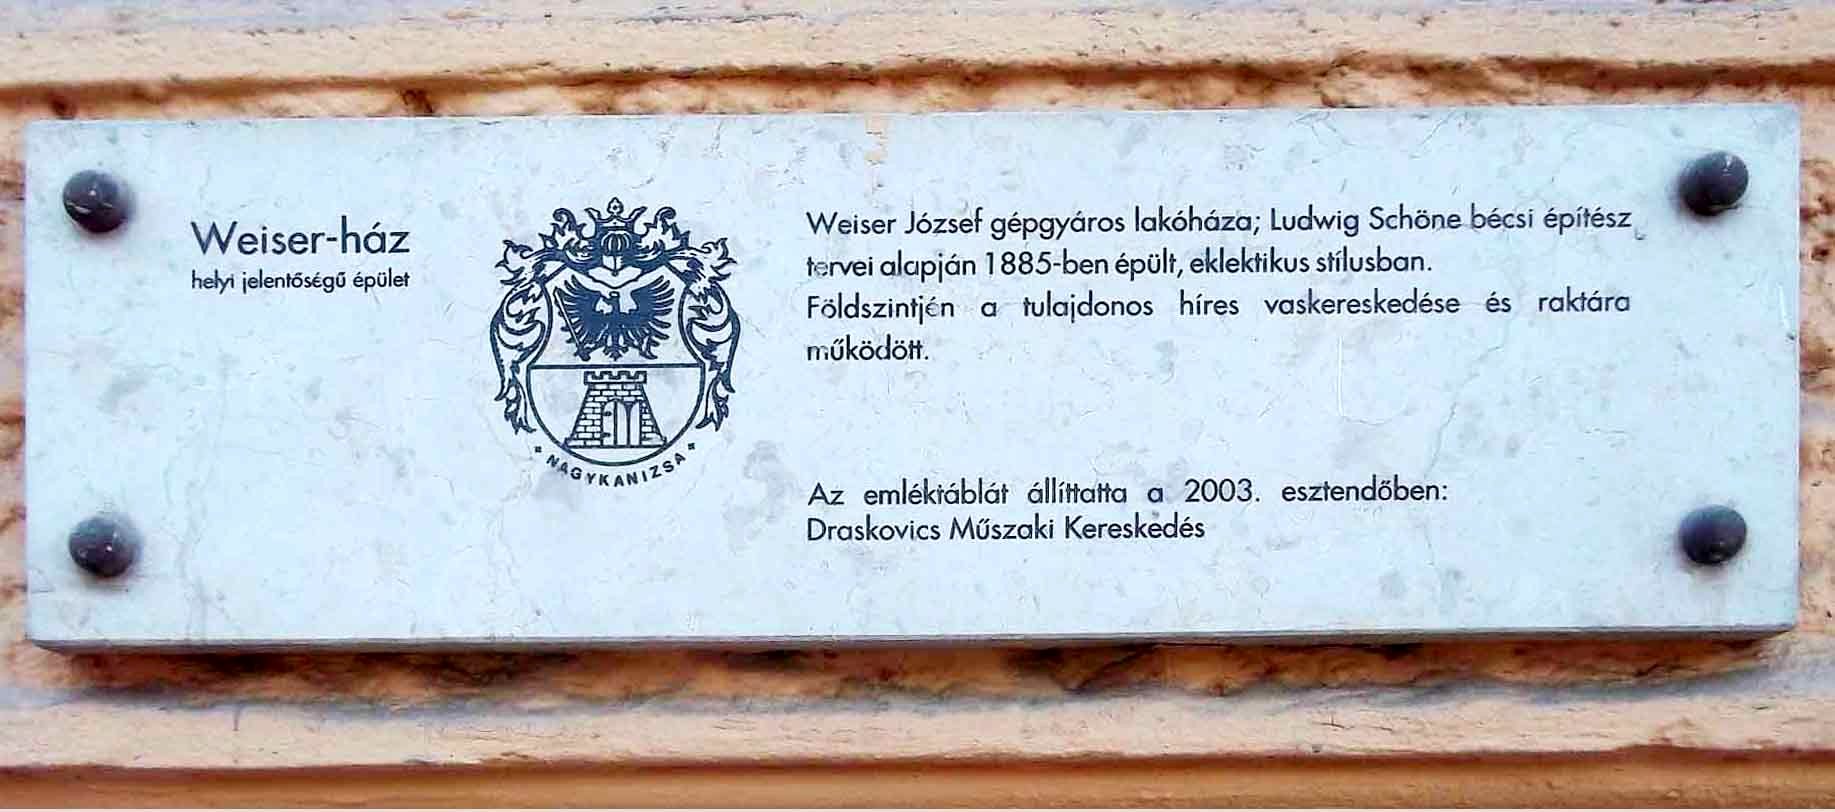 Weiser-ház
helyi jelentőségű épület
NAGYKANIZSA
Weiser József gépgyáros lakóháza; Ludwig Schöne bécsi építész
tervei alapján 1885-ben épült, eklektikus stílusban.
Földszintjén a tulajdonos híres vaskereskedése és raktára
működött.
Az emléktáblát állíttatta a 2003. esztendőben:
Draskovics Műszaki Kereskedés